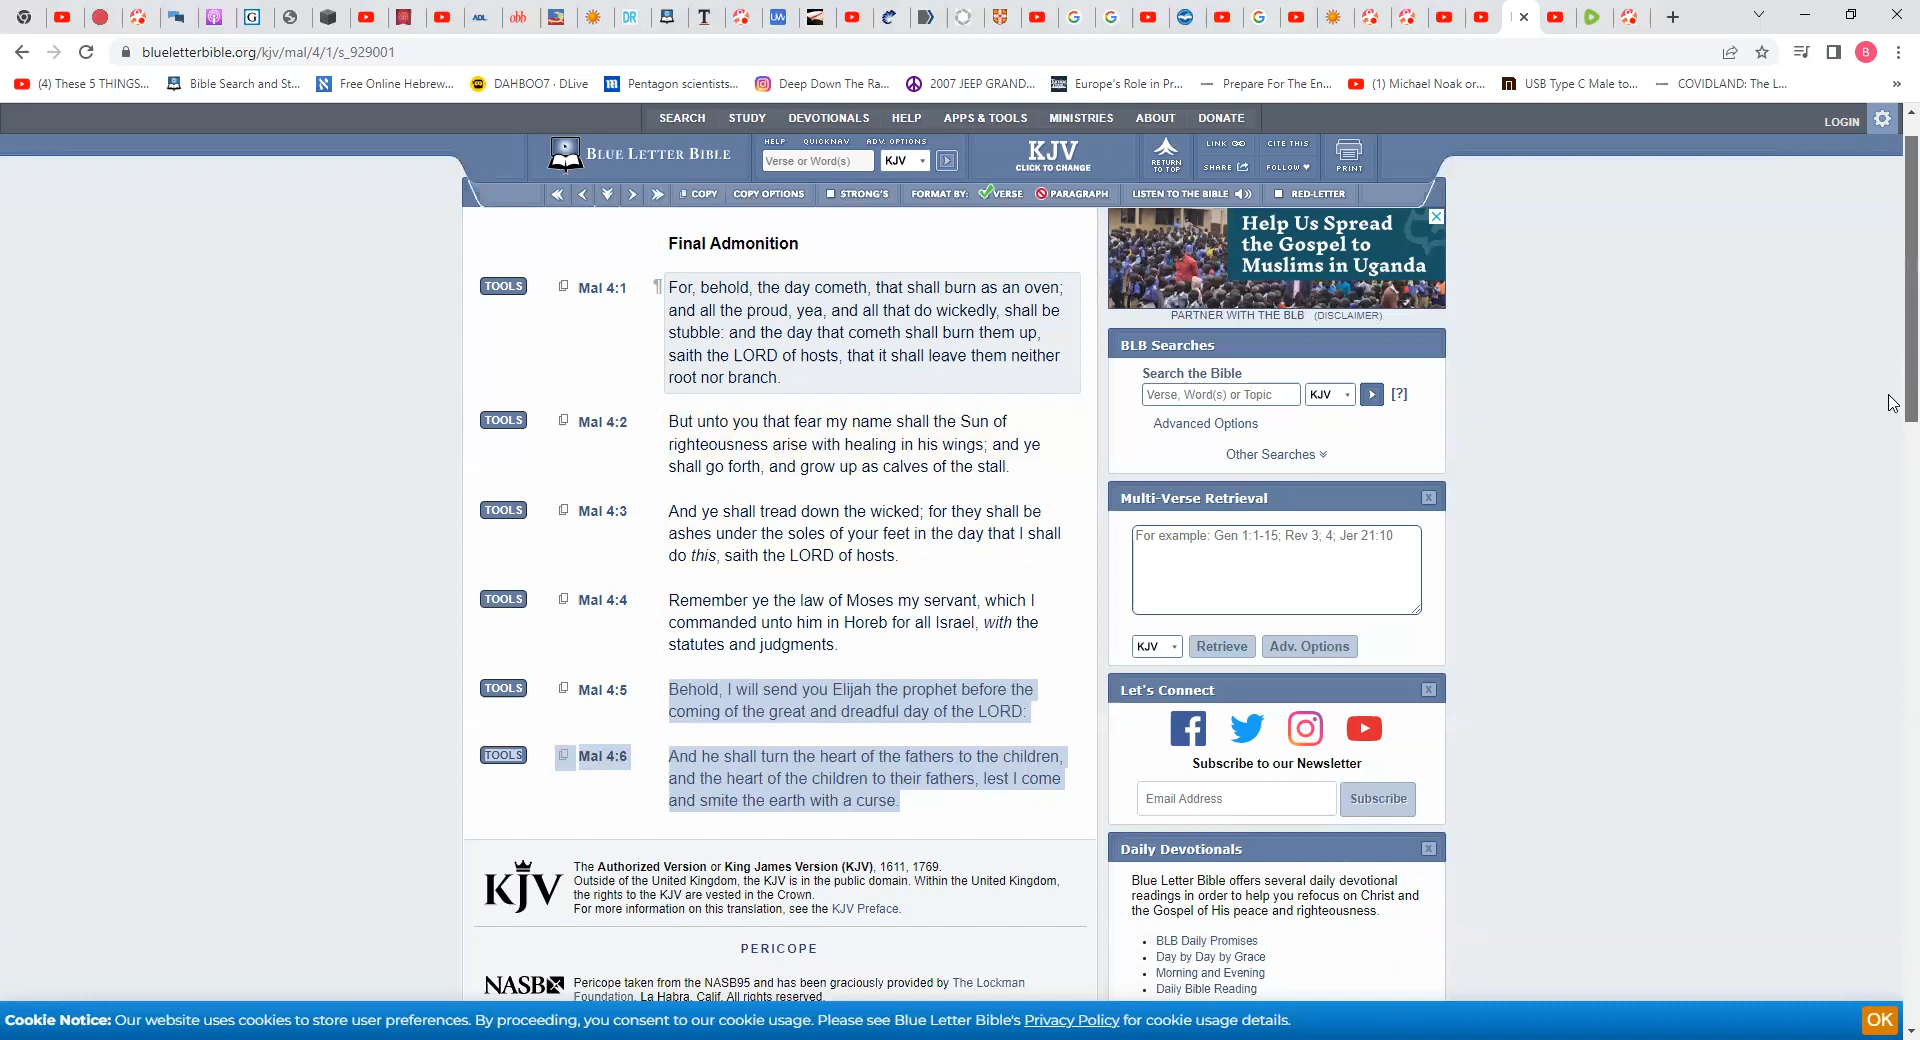 blueletterbible.org/kjv/mal/4/1/s_929001
B
(4) These 5 THINGS...
Bible Search and St...
Free Online Hebrew...
DAHBOO7 · DLive
Pentagon scientists...
Deep Down The Ra...
2007 JEEP GRAND...
Europe's Role in Pr...
Prepare For The En...
(1) Michael Noak or...
USB Type C Male to...
COVIDLAND: The L...
SEARCH STUDY DEVOTIONALS HELP APPS & TOOLS MINISTRIES ABOUT DONATE
LOGIN
BLUE LETTER BIBLE
HELP QUICKNAV ADV. OPTIONS
Verse or Word(s) KJV
KJV
CLICK TO CHANGE
RETURN
TO TOP
LINK CITE THIS
SHARE FOLLOW
PRINT
COPY COPY OPTIONS STRONG'S FORMAT BY: VERSE PARAGRAPH LISTEN TO THE BIBLE RED-LETTER
Final Admonition
TOOLS Mal 4:1 ¶ For, behold, the day cometh, that shall burn as an oven;
and all the proud, yea, and all that do wickedly, shall be
stubble: and the day that cometh shall burn them up,
saith the LORD of hosts, that it shall leave them neither
root nor branch.
TOOLS Mal 4:2 But unto you that fear my name shall the Sun of
righteousness arise with healing in his wings; and ye
shall go forth, and grow up as calves of the stall.
TOOLS Mal 4:3 And ye shall tread down the wicked; for they shall be
ashes under the soles of your feet in the day that I shall
do this, saith the LORD of hosts.
TOOLS Mal 4:4 Remember ye the law of Moses my servant, which I
commanded unto him in Horeb for all Israel, with the
statutes and judgments.
TOOLS Mal 4:5 Behold, I will send you Elijah the prophet before the
coming of the great and dreadful day of the LORD:
TOOLS Mal 4:6 And he shall turn the heart of the fathers to the children,
and the heart of the children to their fathers, lest I come
and smite the earth with a curse.
KJV
The Authorized Version or King James Version (KJV), 1611, 1769.
Outside of the United Kingdom, the KJV is in the public domain. Within the United Kingdom,
the rights to the KJV are vested in the Crown.
For more information on this translation, see the KJV Preface.
PERICOPE
NASB
Pericope taken from the NASB95 and has been graciously provided by The Lockman
Foundation, La Habra, Calif. All rights reserved.
Help Us Spread
the Gospel to
Muslims in Uganda
PARTNER WITH THE BLB (DISCLAIMER)
BLB Searches
Search the Bible
Verse, Word(s) or Topic KJV [?]
Advanced Options
Other Searches
Multi-Verse Retrieval
For example: Gen 1:1-15; Rev 3; 4; Jer 21:10
KJV Retrieve Adv. Options
Let's Connect
Subscribe to our Newsletter
Email Address Subscribe
Daily Devotionals
Blue Letter Bible offers several daily devotional
readings in order to help you refocus on Christ and
the Gospel of His peace and righteousness.
BLB Daily Promises
Day by Day by Grace
Morning and Evening
Daily Bible Reading
Cookie Notice: Our website uses cookies to store user preferences. By proceeding, you consent to our cookie usage. Please see Blue Letter Bible's Privacy Policy for cookie usage details.
OK